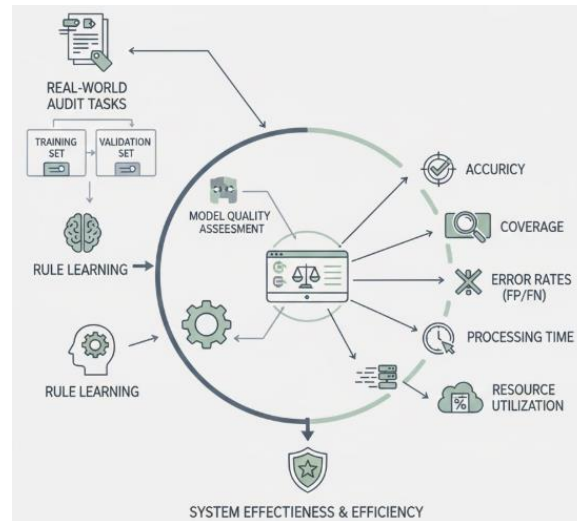 REAL-WORLD
AUDIT TASKS
TRAINING
SET
VALIDATION
SET
RULE LEARNING
RULE LEARNING
MODEL QUALITY
ASSEESMENT
ACCURICY
COVERAGE
ERROR RATES
(FP/FN)
PROCESSING TIME
%
RESOURCE
UTILIZATION
SYSTEM EFFECTIENESS & EFFICIENCY